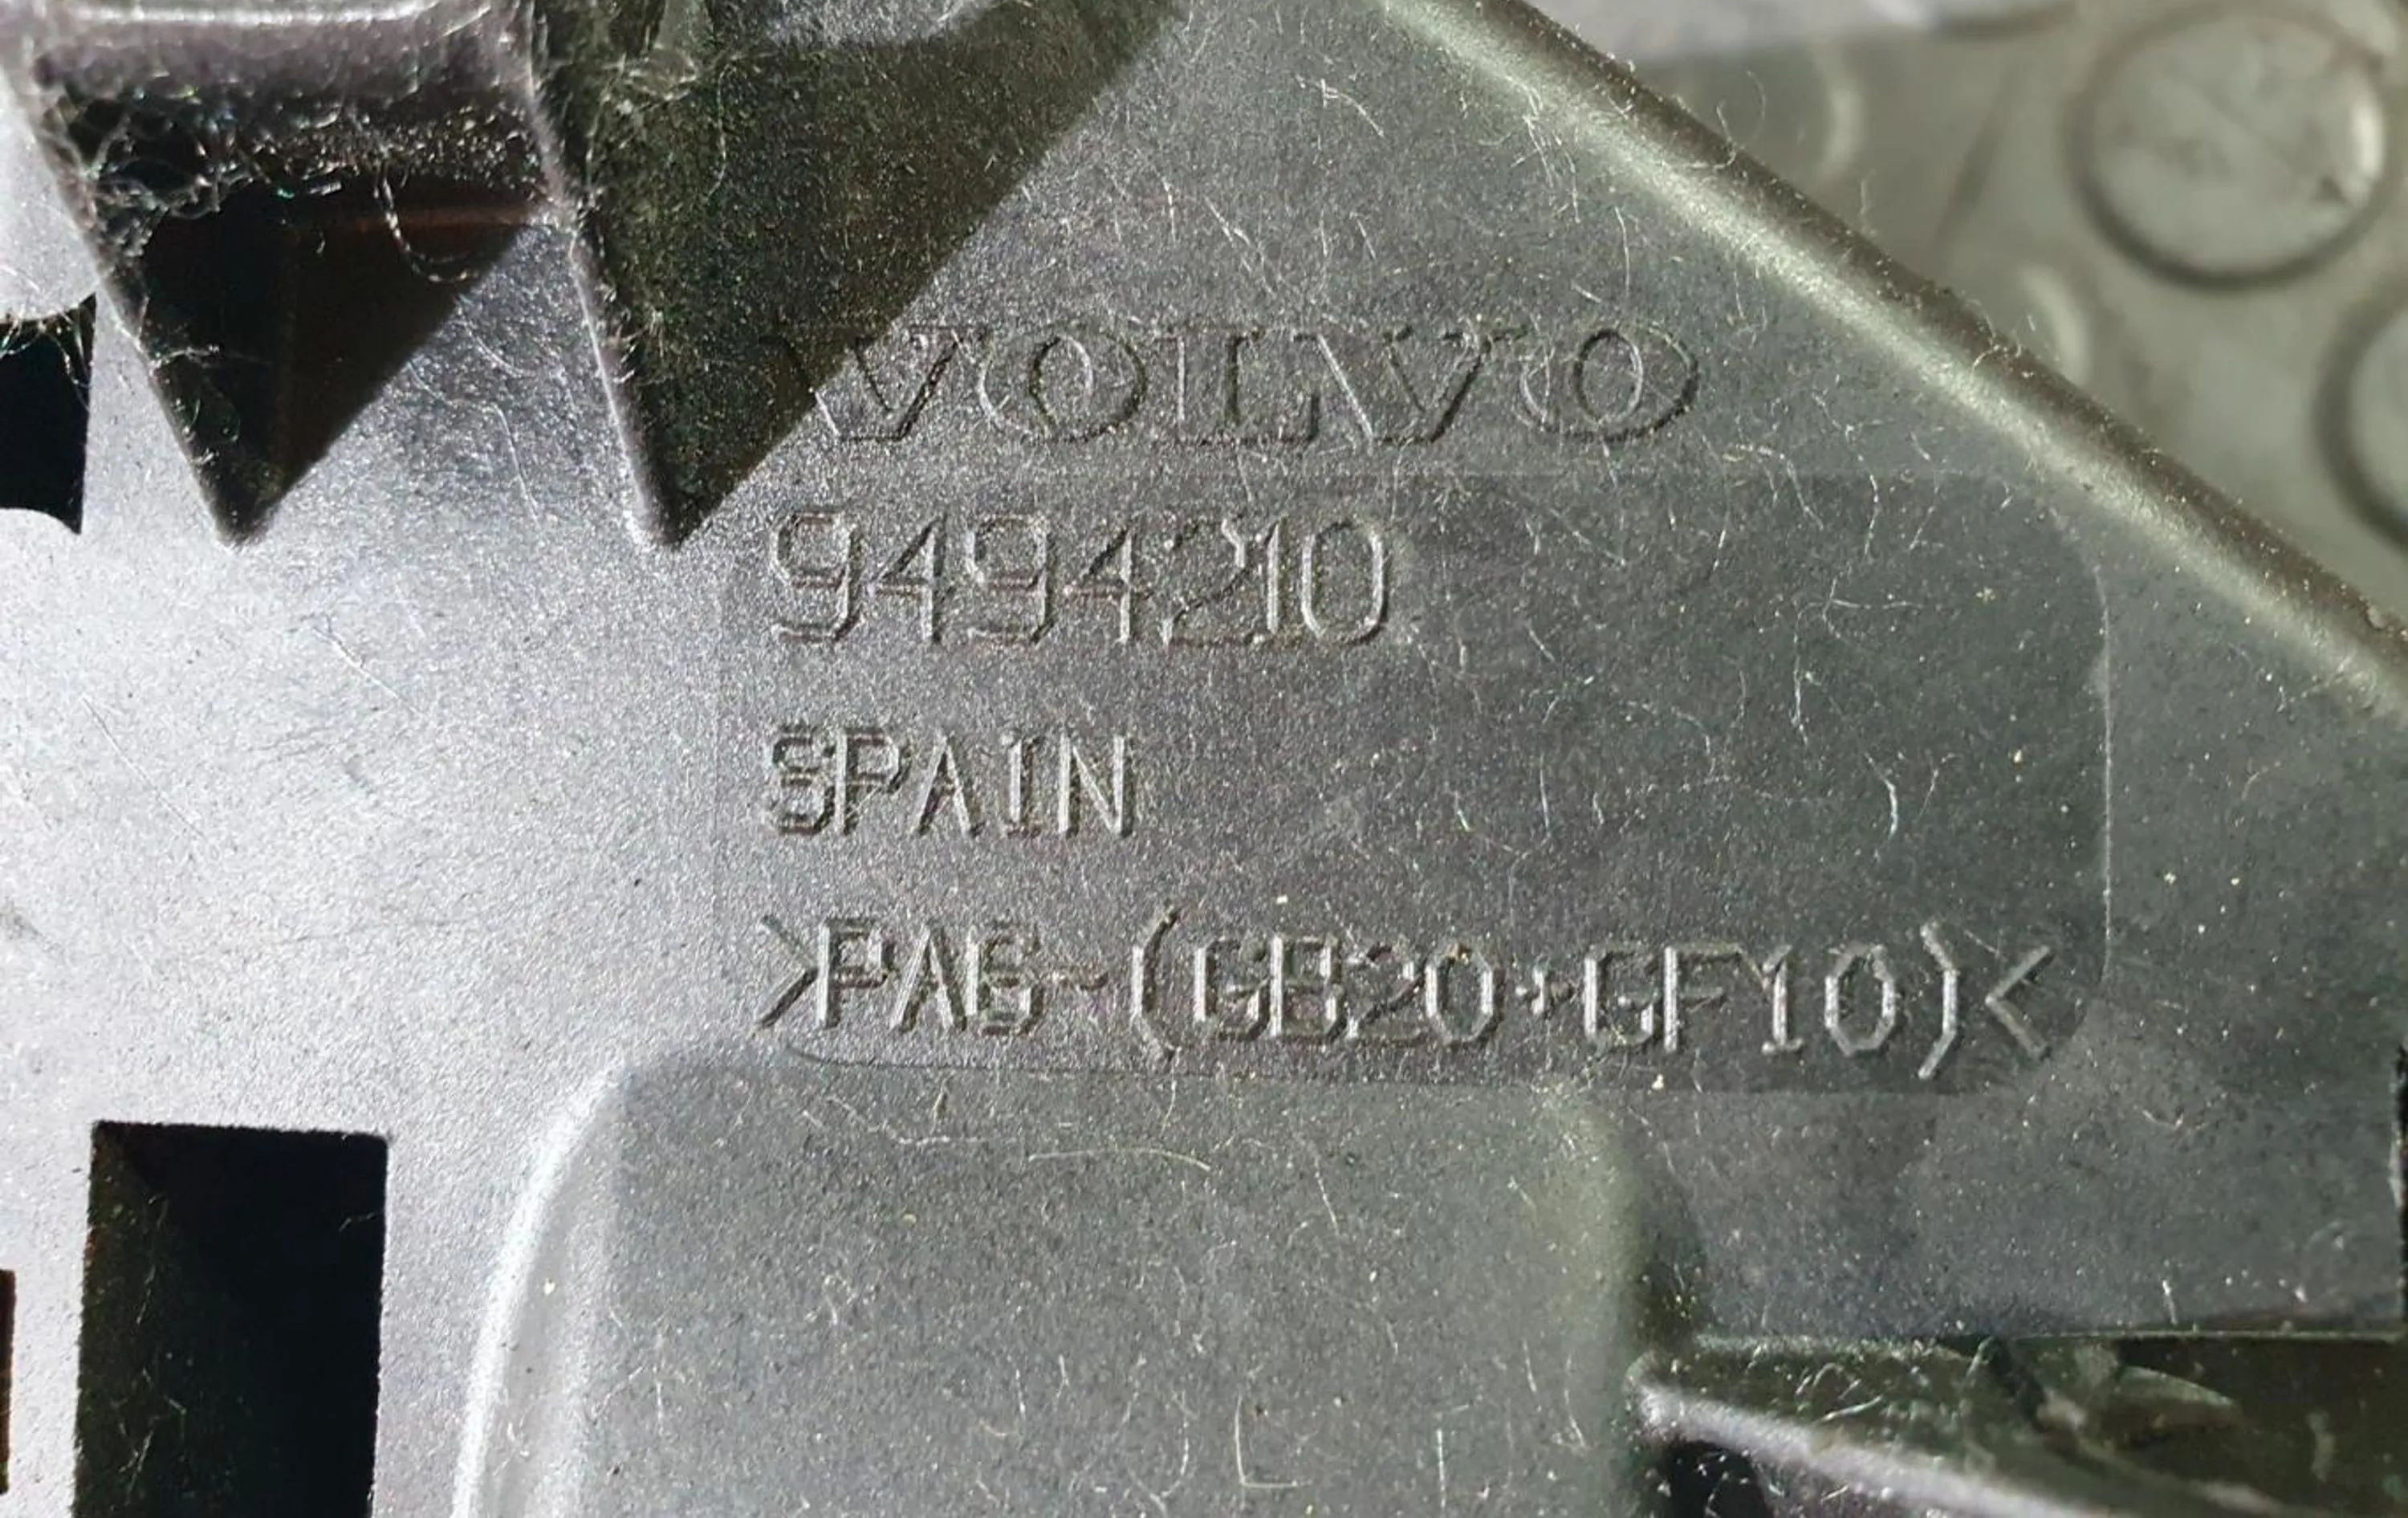 VOLVO
9494210
SPAIN
>PA6-(GB20+GF10)<